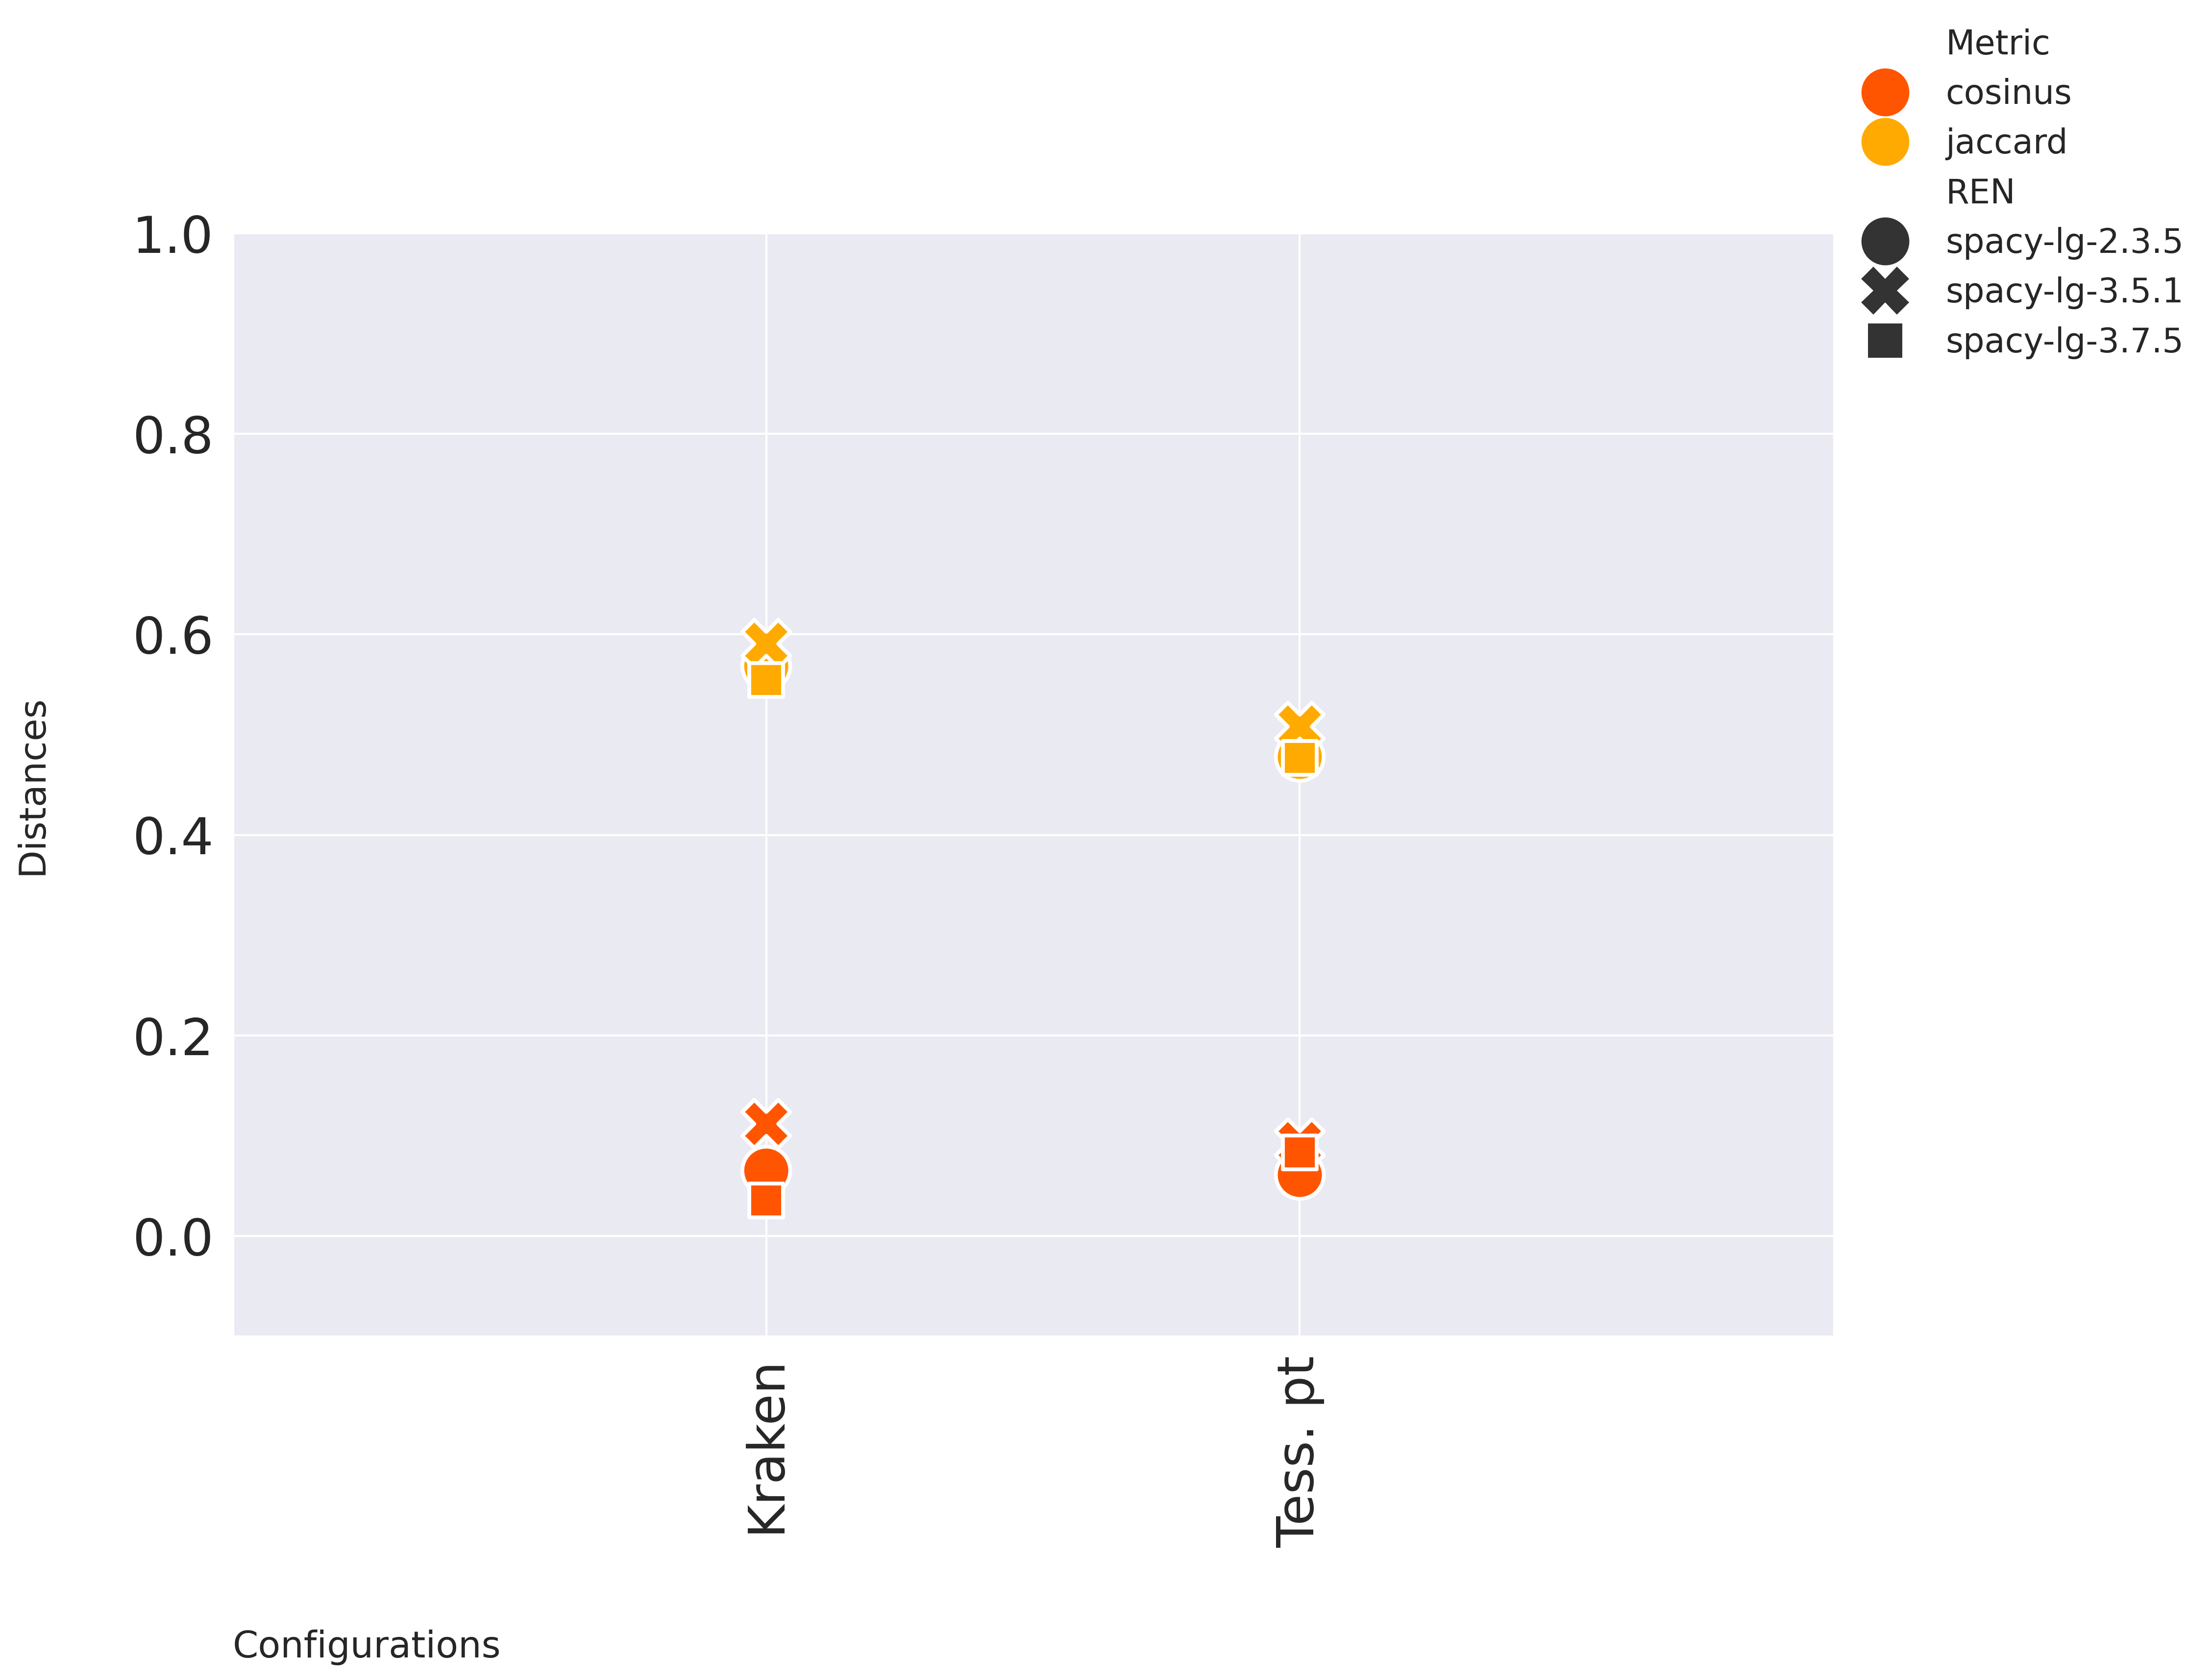 Metric
cosinus
jaccard
REN
spacy-lg-2.3.5
spacy-lg-3.5.1
spacy-lg-3.7.5
1.0
0.8
0.6
0.4
0.2
0.0
Distances
Kraken
Tess. pt
Configurations